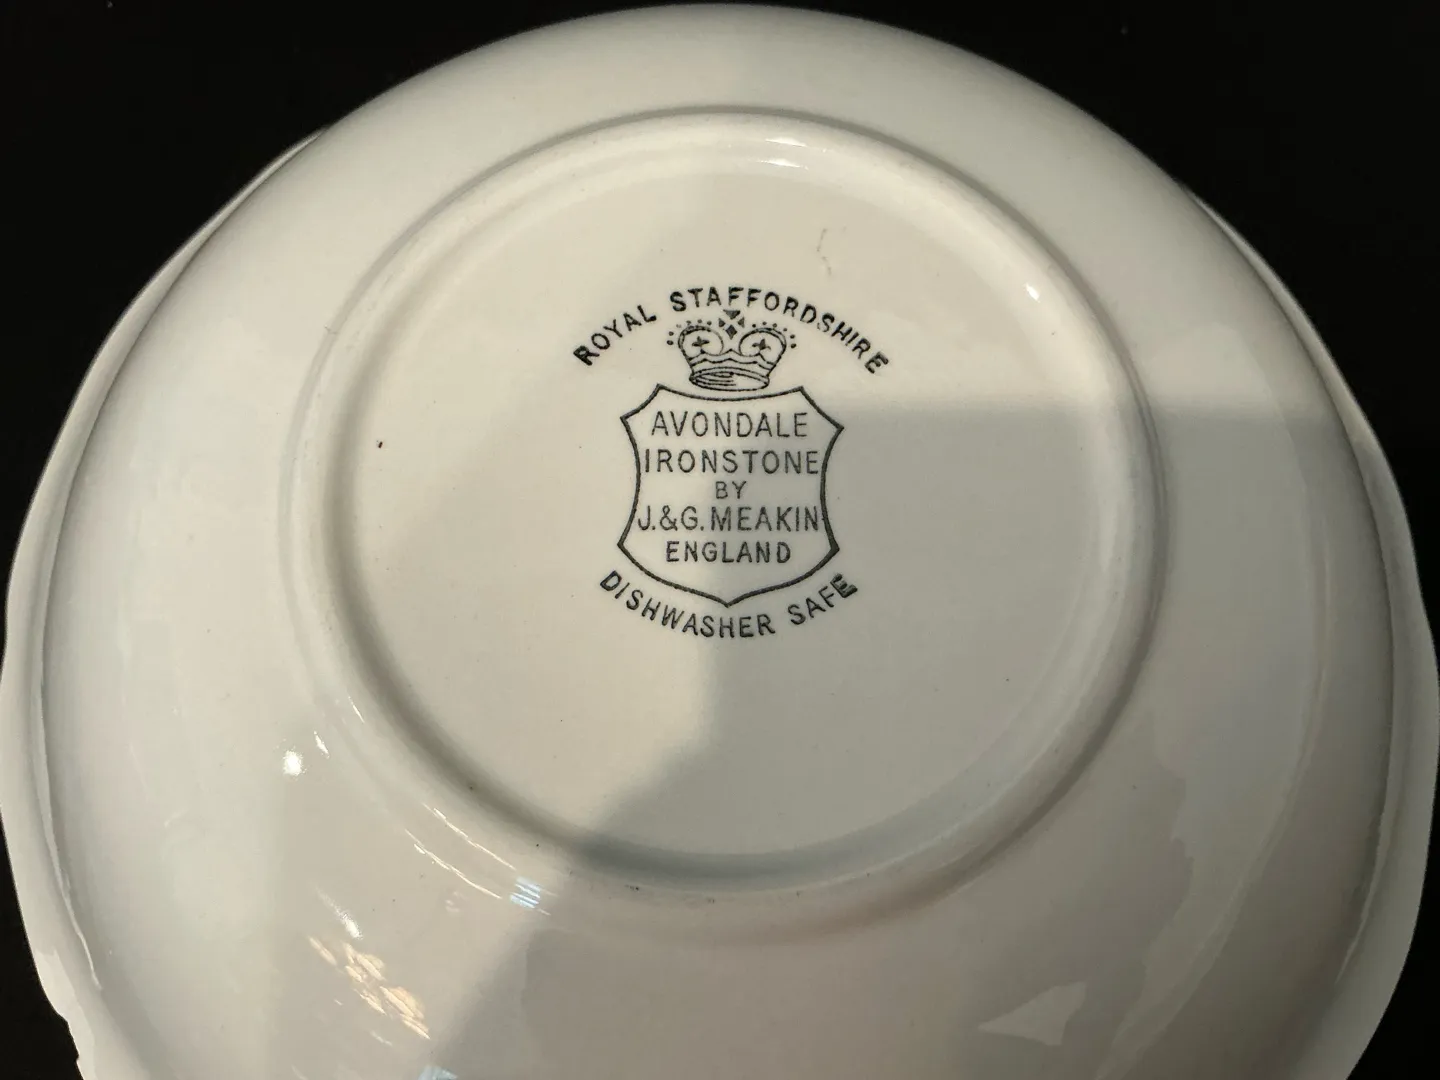 ROYAL STAFFORDSHIRE
AVONDALE
IRONSTONE
BY
J.&G.MEAKIN
ENGLAND
DISHWASHER SAFE